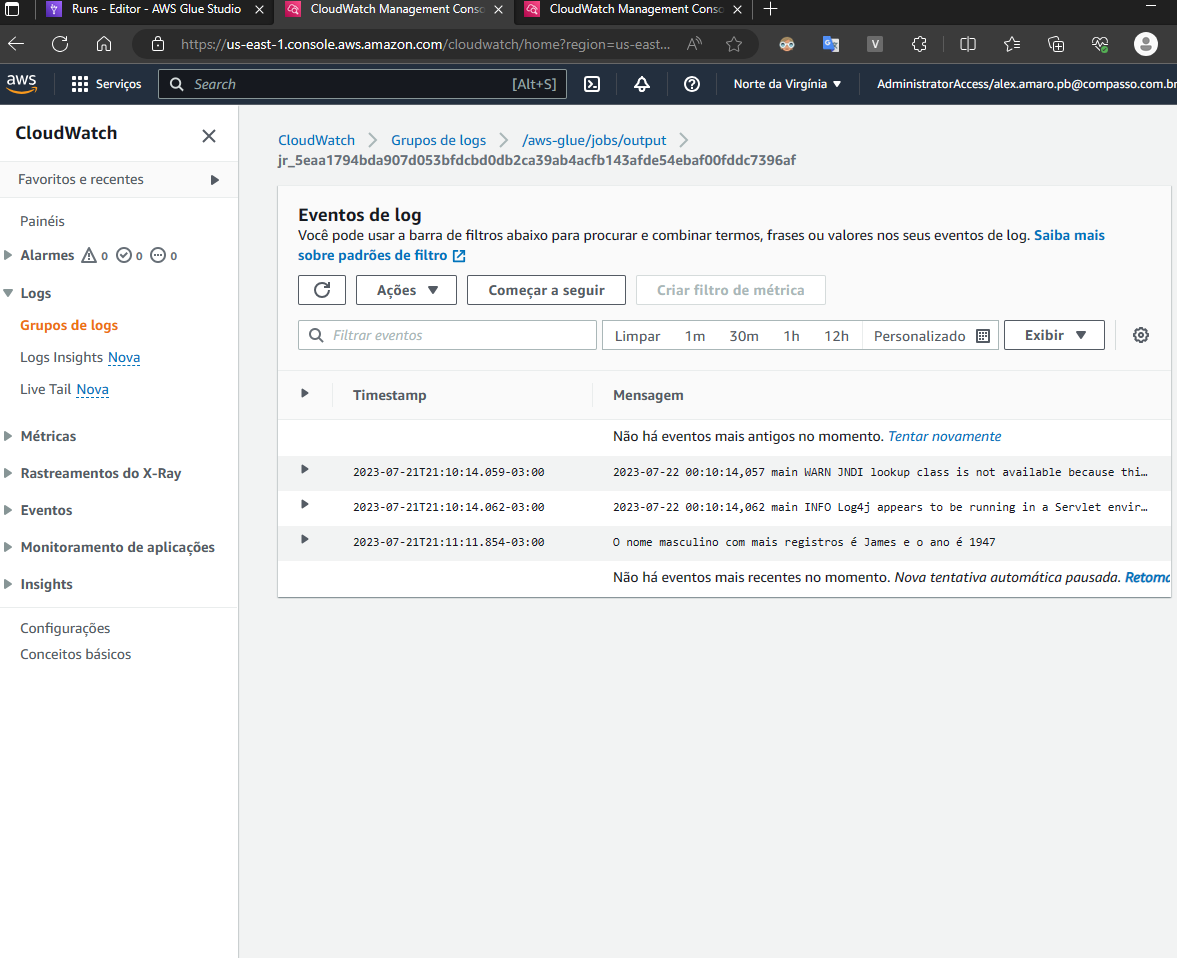 Runs - Editor - AWS Glue Studio
CloudWatch Management Conso
CloudWatch Management Conso
https://us-east-1.console.aws.amazon.com/cloudwatch/home?region=us-east...
aws
Serviços
Search
[Alt+S]
Norte da Virgínia
AdministratorAccess/alex.amaro.pb@compasso.com.br
CloudWatch
Favoritos e recentes
Painéis
Alarmes 0 0 0
Logs
Grupos de logs
Logs Insights Nova
Live Tail Nova
Métricas
Rastreamentos do X-Ray
Eventos
Monitoramento de aplicações
Insights
Configurações
Conceitos básicos
CloudWatch
Grupos de logs
/aws-glue/jobs/output
jr_5eaa1794bda907d053bfdcbd0db2ca39ab4acfb143afde54ebaf00fddc7396af
Eventos de log
Você pode usar a barra de filtros abaixo para procurar e combinar termos, frases ou valores nos seus eventos de log. Saiba mais
sobre padrões de filtro
Ações
Começar a seguir
Criar filtro de métrica
Filtrar eventos
Limpar 1m 30m 1h 12h Personalizado
Exibir
Timestamp Mensagem
Não há eventos mais antigos no momento. Tentar novamente
2023-07-21T21:10:14.059-03:00 2023-07-22 00:10:14,057 main WARN JNDI lookup class is not available because thi…
2023-07-21T21:10:14.062-03:00 2023-07-22 00:10:14,062 main INFO Log4j appears to be running in a Servlet envir…
2023-07-21T21:11:11.854-03:00 O nome masculino com mais registros é James e o ano é 1947
Não há eventos mais recentes no momento. Nova tentativa automática pausada. Retoma